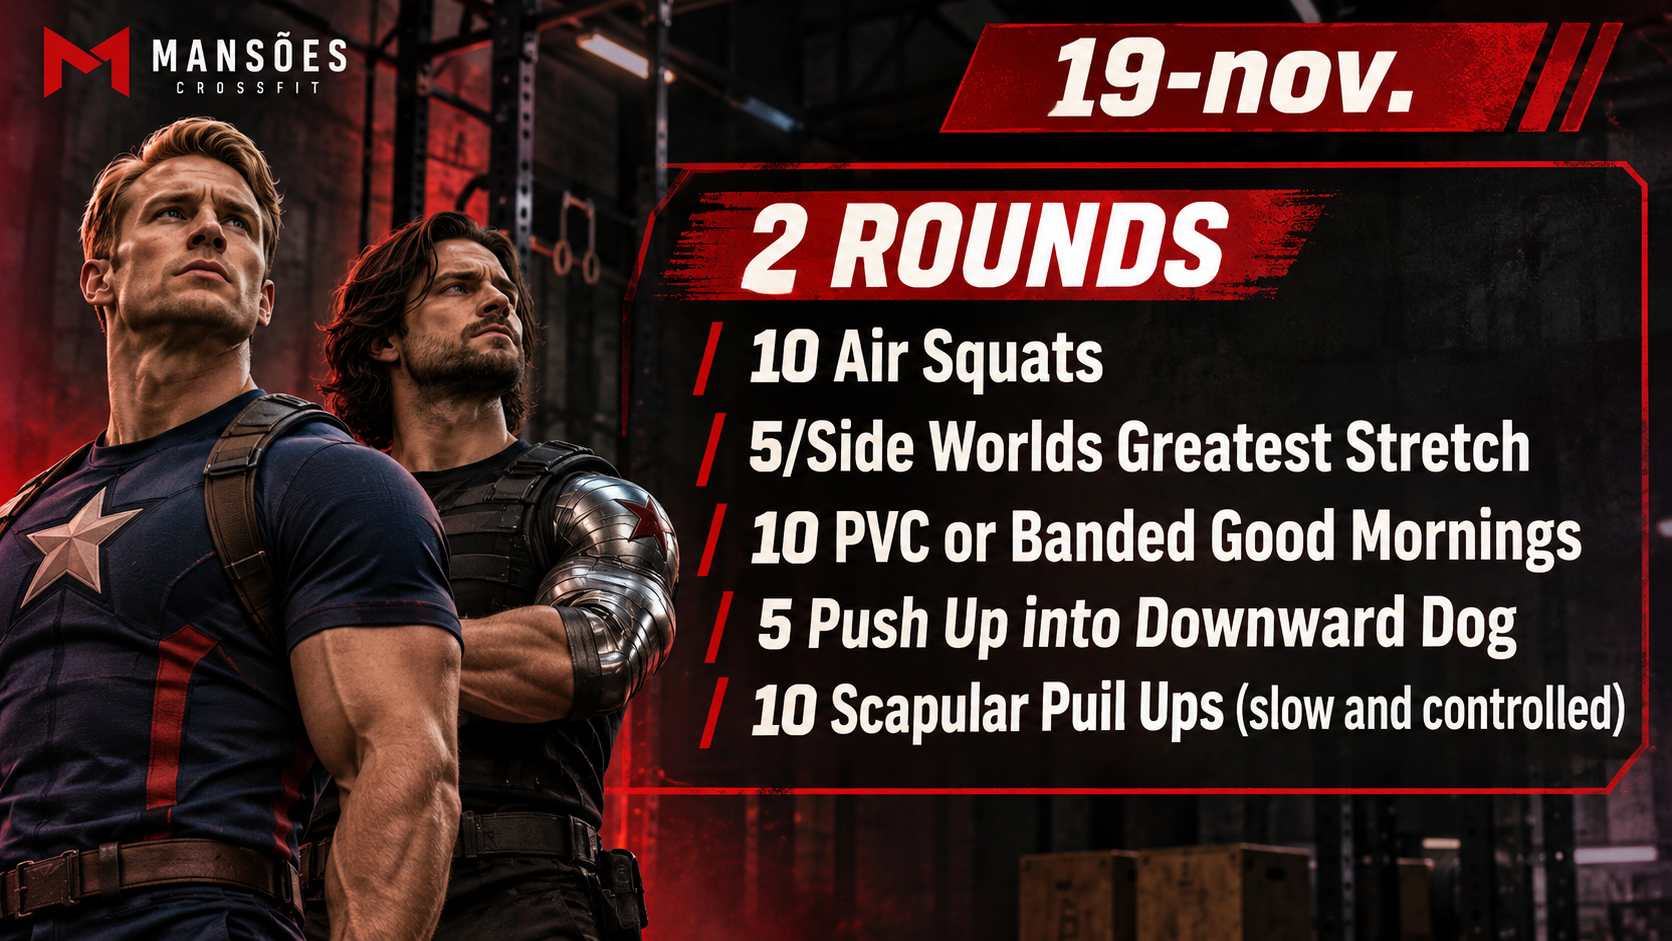 MANSÕES
CROSSFIT
19-nov.
2 ROUNDS
10 Air Squats
5/Side Worlds Greatest Stretch
10 PVC or Banded Good Mornings
5 Push Up into Downward Dog
10 Scapular Puil Ups (slow and controlled)